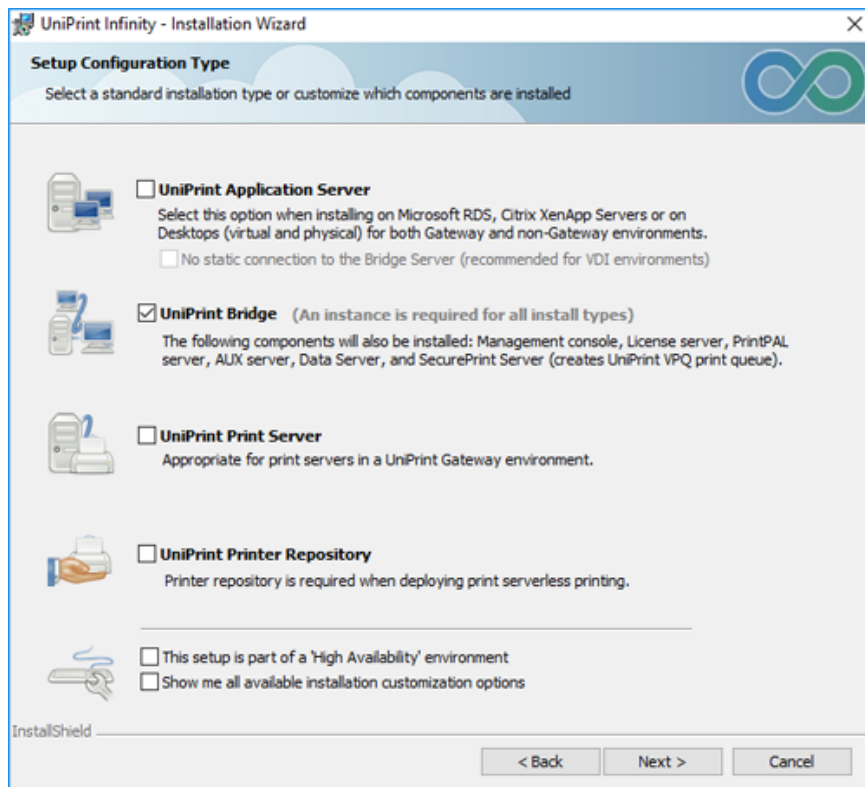 UniPrint Infinity - Installation Wizard
Setup Configuration Type
Select a standard installation type or customize which components are installed
UniPrint Application Server
Select this option when installing on Microsoft RDS, Citrix XenApp Servers or on
Desktops (virtual and physical) for both Gateway and non-Gateway environments.
No static connection to the Bridge Server (recommended for VDI environments)
UniPrint Bridge (An instance is required for all install types)
The following components will also be installed: Management console, License server, PrintPAL
server, AUX server, Data Server, and SecurePrint Server (creates UniPrint VPQ print queue).
UniPrint Print Server
Appropriate for print servers in a UniPrint Gateway environment.
UniPrint Printer Repository
Printer repository is required when deploying print serverless printing.
This setup is part of a 'High Availability' environment
Show me all available installation customization options
InstallShield
< Back Next > Cancel